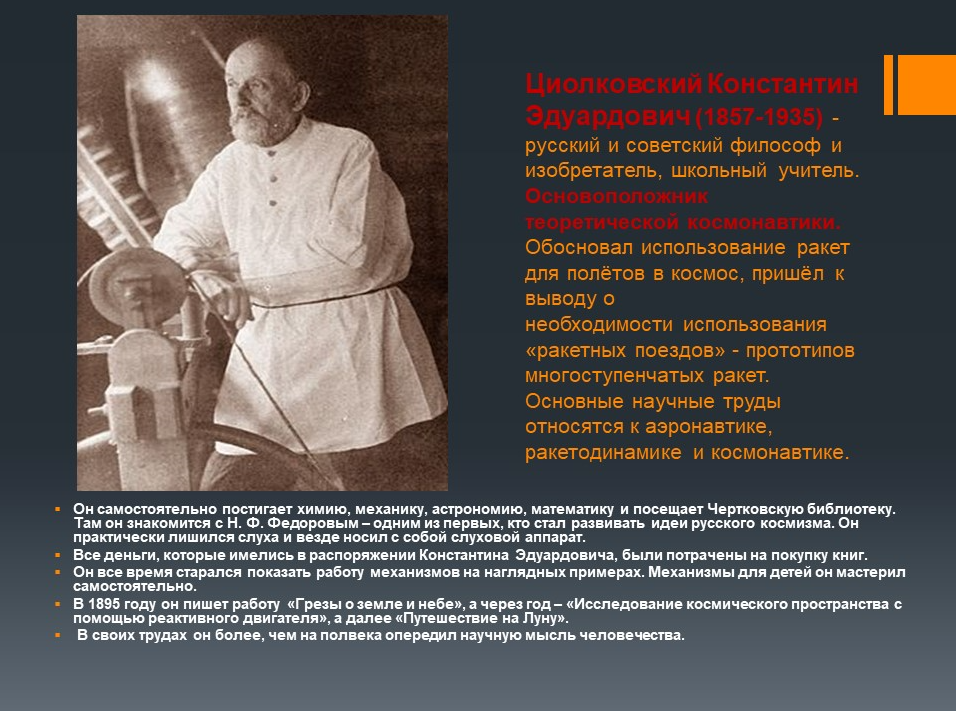 Циолковский Константин
Эдуардович (1857-1935) -
русский и советский философ и
изобретатель, школьный учитель.
Основоположник
теоретической космонавтики.
Обосновал использование ракет
для полётов в космос, пришёл к
выводу о
необходимости использования
«ракетных поездов» - прототипов
многоступенчатых ракет.
Основные научные труды
относятся к аэронавтике,
ракетодинамике и космонавтике.
Он самостоятельно постигает химию, механику, астрономию, математику и посещает Чертковскую библиотеку.
Там он знакомится с Н. Ф. Федоровым – одним из первых, кто стал развивать идеи русского космизма. Он
практически лишился слуха и везде носил с собой слуховой аппарат.
Все деньги, которые имелись в распоряжении Константина Эдуардовича, были потрачены на покупку книг.
Он все время старался показать работу механизмов на наглядных примерах. Механизмы для детей он мастерил
самостоятельно.
В 1895 году он пишет работу «Грезы о земле и небе», а через год – «Исследование космического пространства с
помощью реактивного двигателя», а далее «Путешествие на Луну».
В своих трудах он более, чем на полвека опередил научную мысль человечества.